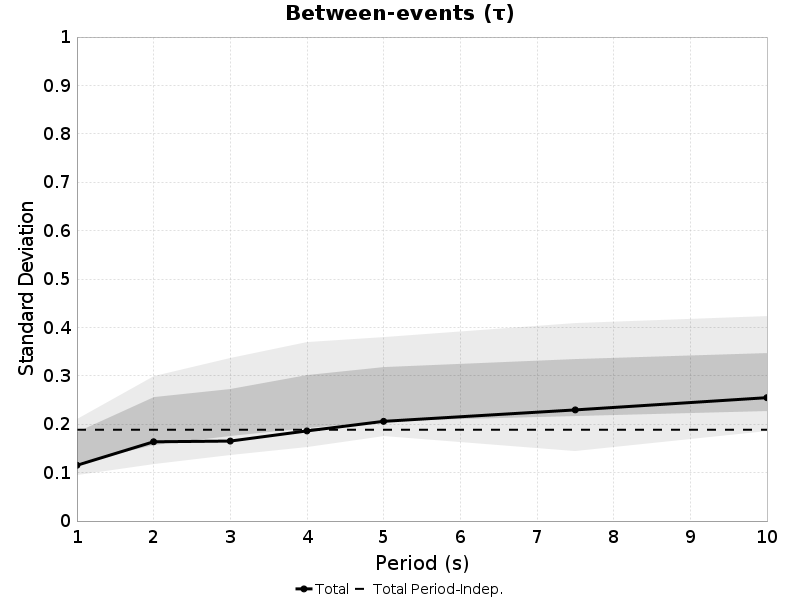 Between-events (τ)
Standard Deviation
1
0.9
0.8
0.7
0.6
0.5
0.4
0.3
0.2
0.1
0
1 2 3 4 5 6 7 8 9 10
Period (s)
Total Total Period-Indep.